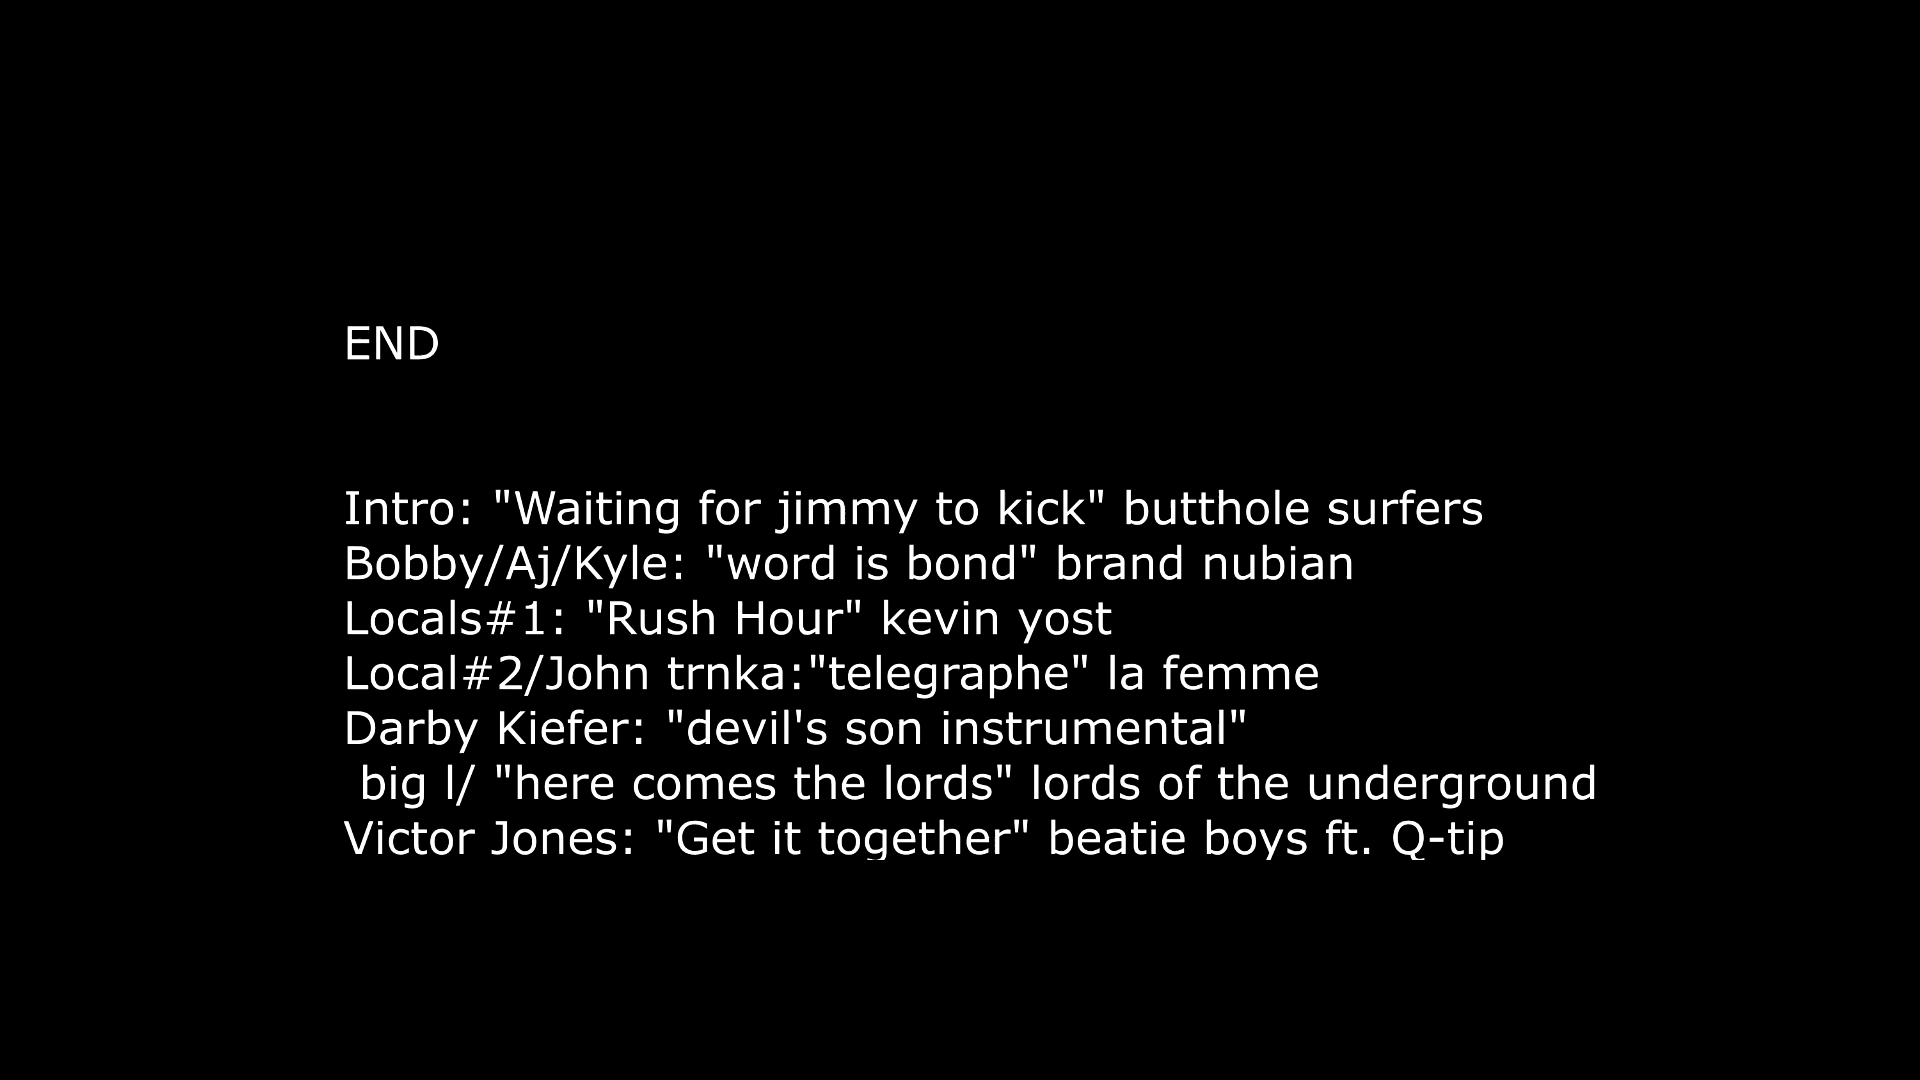 END
Intro: "Waiting for jimmy to kick" butthole surfers
Bobby/Aj/Kyle: "word is bond" brand nubian
Locals#1: "Rush Hour" kevin yost
Local#2/John trnka:"telegraphe" la femme
Darby Kiefer: "devil's son instrumental"
big l/ "here comes the lords" lords of the underground
Victor Jones: "Get it together" beatie boys ft. Q-tip